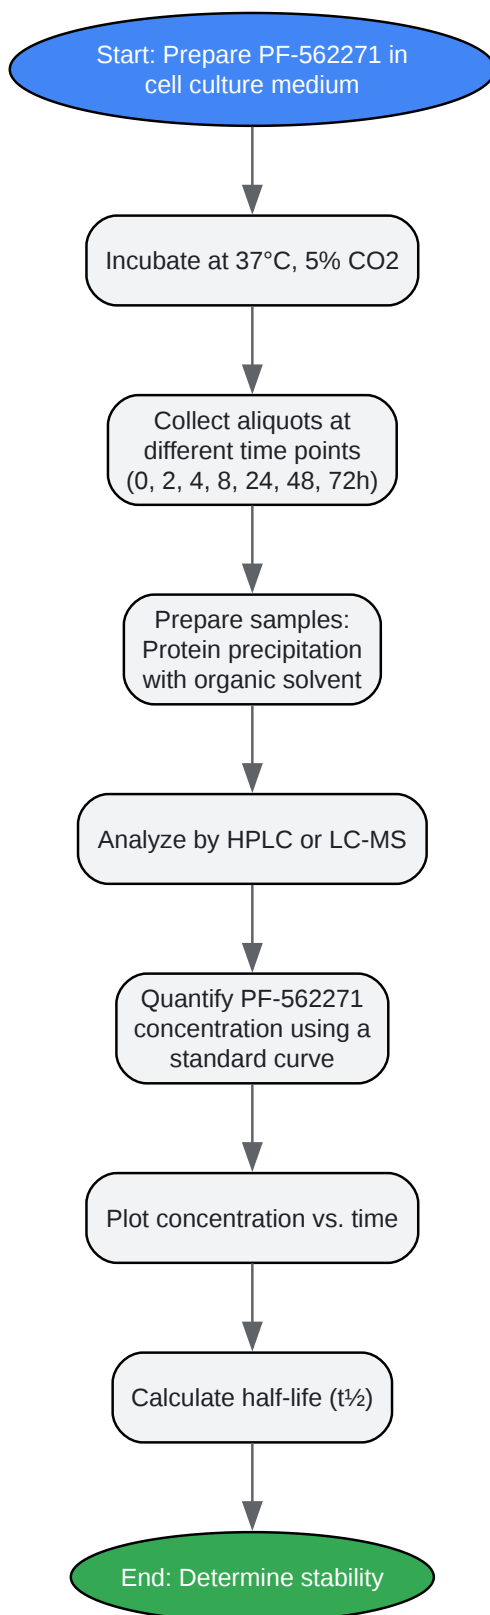 Start: Prepare PF-562271 in
cell culture medium
Incubate at 37°C, 5% CO2
Collect aliquots at
different time points
(0, 2, 4, 8, 24, 48, 72h)
Prepare samples:
Protein precipitation
with organic solvent
Analyze by HPLC or LC-MS
Quantify PF-562271
concentration using a
standard curve
Plot concentration vs. time
Calculate half-life (t½)
End: Determine stability